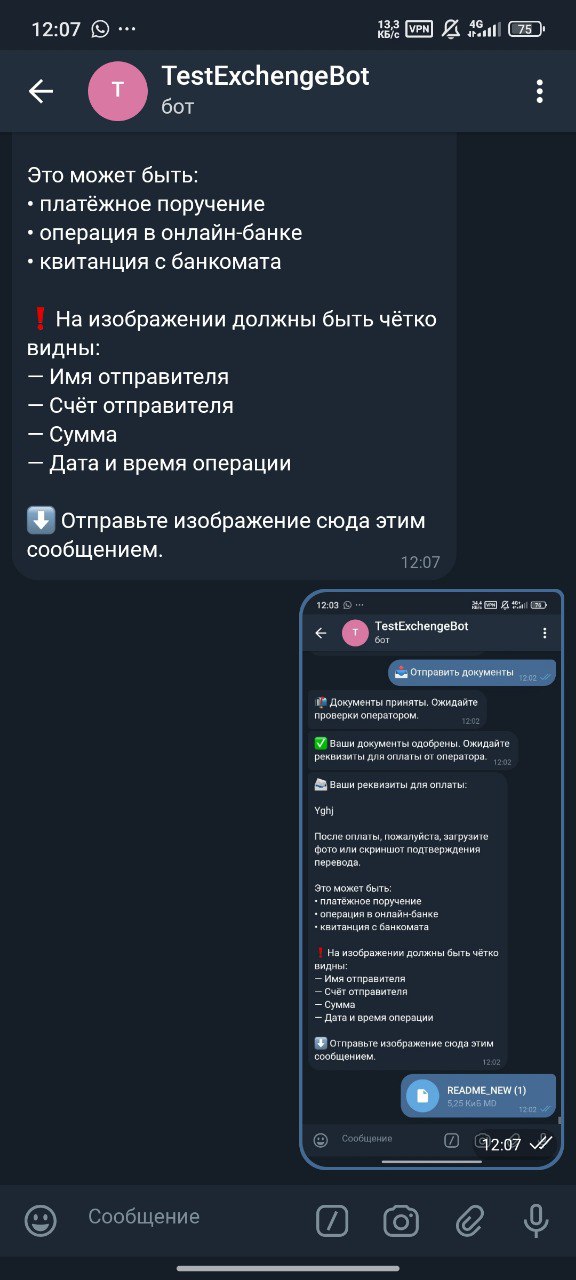 12:07 ...
13,3 КБ/с VPN 4G 75
TestExchengeBot
T
бот
Это может быть:
• платёжное поручение
• операция в онлайн-банке
• квитанция с банкомата
❗ На изображении должны быть чётко
видны:
— Имя отправителя
— Счёт отправителя
— Сумма
— Дата и время операции
⬇️ Отправьте изображение сюда этим
сообщением.
12:07
12:03 ...
VPN 76
TestExchengeBot
T
бот
Отправить документы
12:02
Документы приняты. Ожидайте
проверки оператором.
12:02
✅ Ваши документы одобрены. Ожидайте
реквизиты для оплаты от оператора.
12:02
Ваши реквизиты для оплаты:
Yghj
После оплаты, пожалуйста, загрузите
фото или скриншот подтверждения
перевода.
Это может быть:
• платёжное поручение
• операция в онлайн-банке
• квитанция с банкомата
❗ На изображении должны быть чётко
видны:
— Имя отправителя
— Счёт отправителя
— Сумма
— Дата и время операции
⬇️ Отправьте изображение сюда этим
сообщением.
12:02
README_NEW (1)
5,25 КиБ MD
12:02
Сообщение
12:07
Сообщение